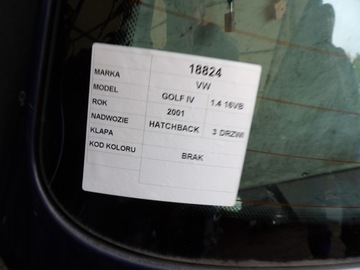 18824
MARKA VW
MODEL GOLF IV 1.4 16VB
ROK 2001
NADWOZIE HATCHBACK 3 DRZWI
KLAPA
KOD KOLORU BRAK